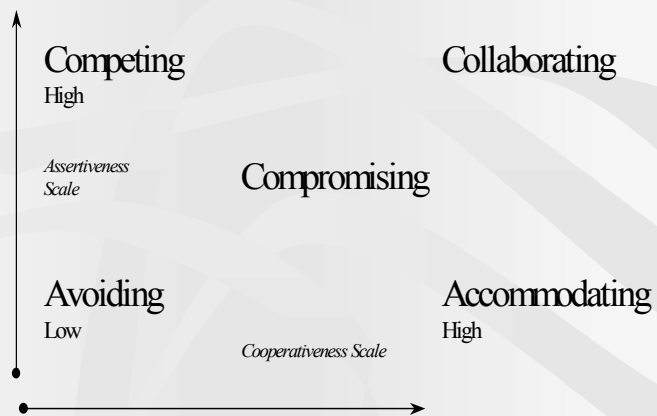 Competing
High
Collaborating
Assertiveness
Scale
Compromising
Avoiding
Low
Accommodating
High
Cooperativeness Scale